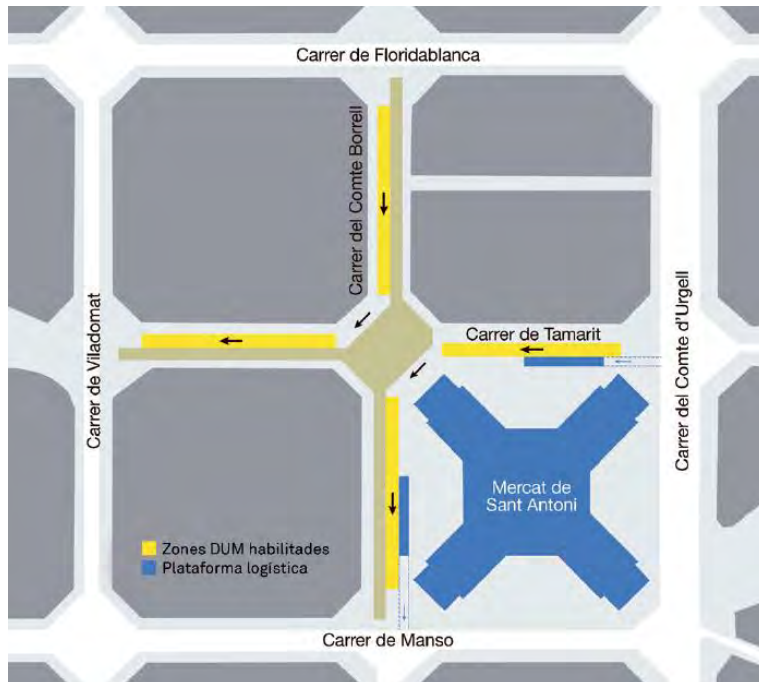 Carrer de Floridablanca
Carrer del Comte Borrell
Carrer de Tamarit
Carrer de Viladomat
Carrer del Comte d'Urgell
Mercat de
Sant Antoni
Zones DUM habilitades
Plataforma logística
Carrer de Manso